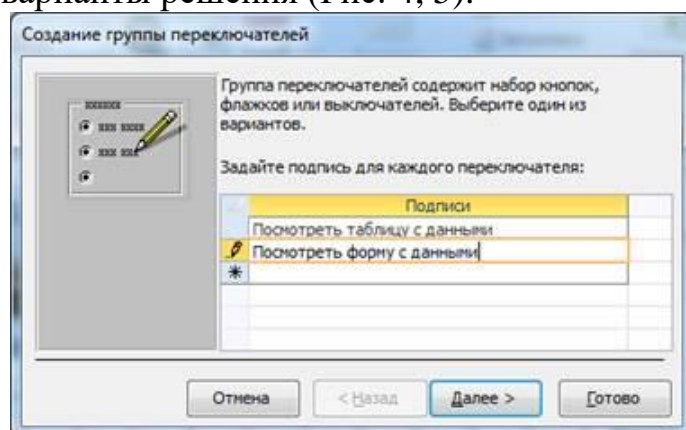 варианты решения (Рис. 4, 5).
Создание группы переключателей
Группа переключателей содержит набор кнопок,
флажков или выключателей. Выберите один из
вариантов.
Задайте подпись для каждого переключателя:
Подписи
Посмотреть таблицу с данными
Посмотреть форму с данными
Отмена
< Назад
Далее >
Готово